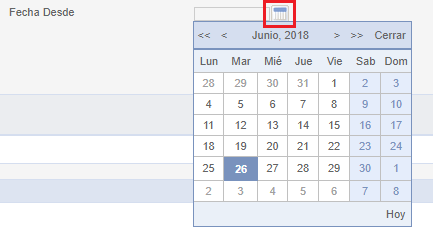 Fecha Desde
<< < Junio, 2018 > >> Cerrar
Lun Mar Mié Jue Vie Sab Dom
28 29 30 31 1 2 3
4 5 6 7 8 9 10
11 12 13 14 15 16 17
18 19 20 21 22 23 24
25 26 27 28 29 30 1
2 3 4 5 6 7 8
Hoy